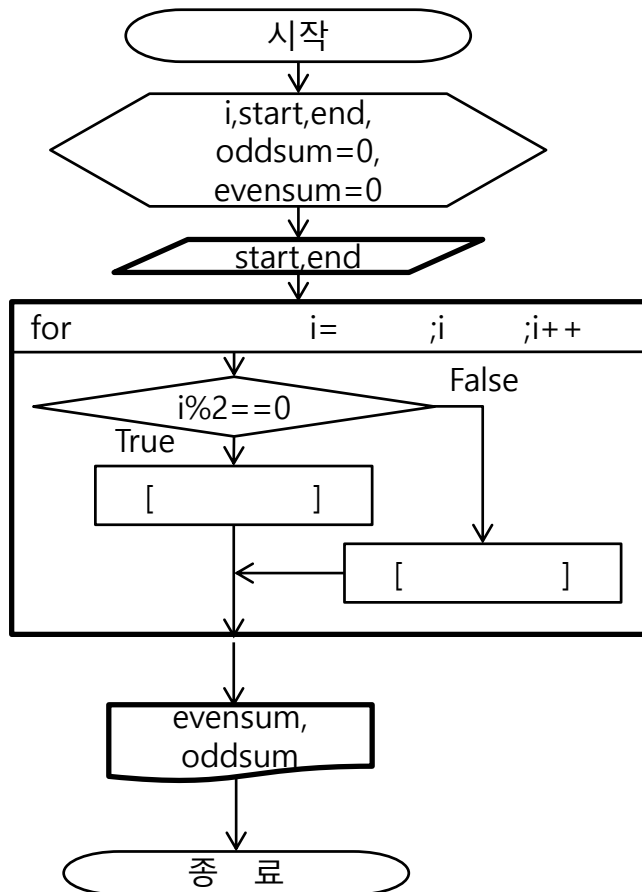 시작
i,start,end,
oddsum=0,
evensum=0
start,end
for i= ;i ;i++
False
i%2==0
True
[ ]
[ ]
evensum,
oddsum
종 료